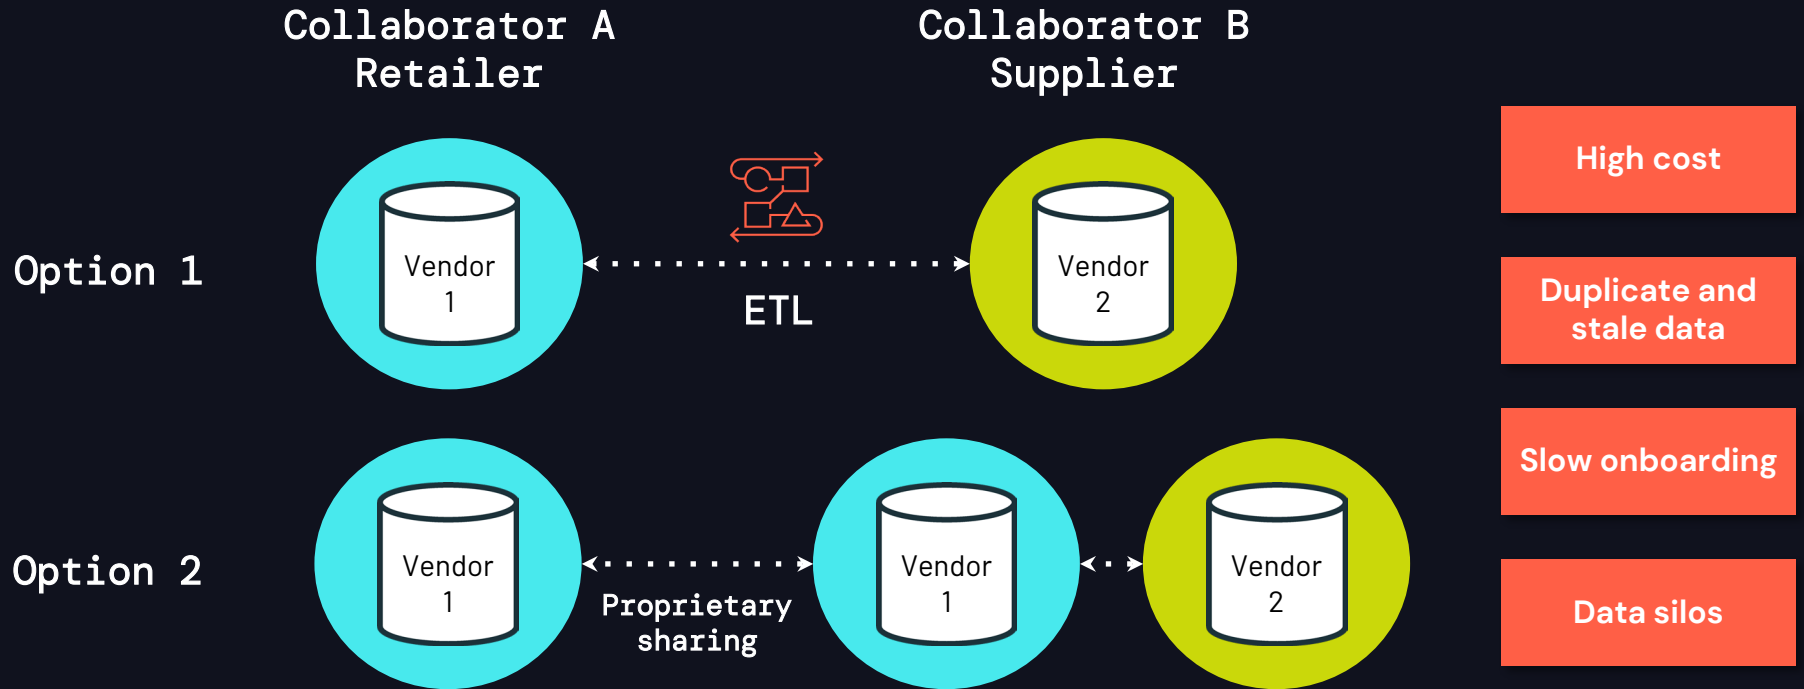 Collaborator A
Retailer
Collaborator B
Supplier
Option 1
Vendor
1
ETL
Vendor
2
High cost
Duplicate and
stale data
Option 2
Vendor
1
Proprietary
sharing
Vendor
1
Vendor
2
Slow onboarding
Data silos